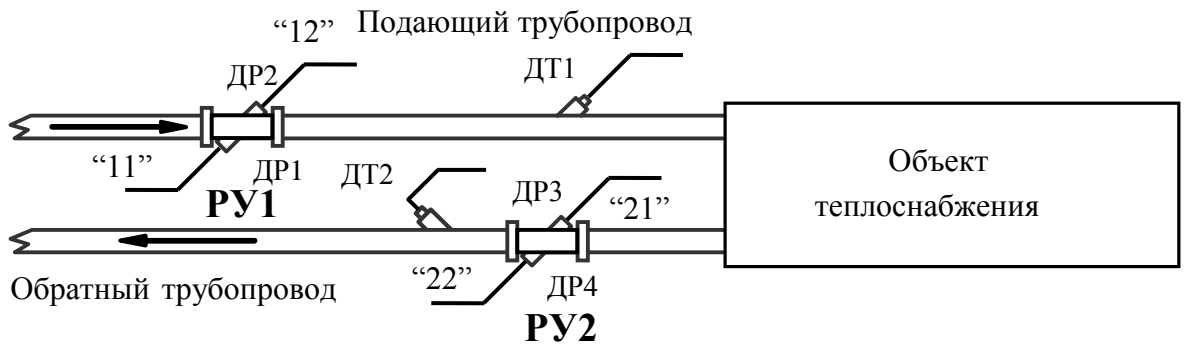 “12”
Подающий трубопровод
ДР2
ДТ1
“11”
ДР1
РУ1
Объект
теплоснабжения
ДТ2
ДР3
“21”
“22”
ДР4
Обратный трубопровод
РУ2